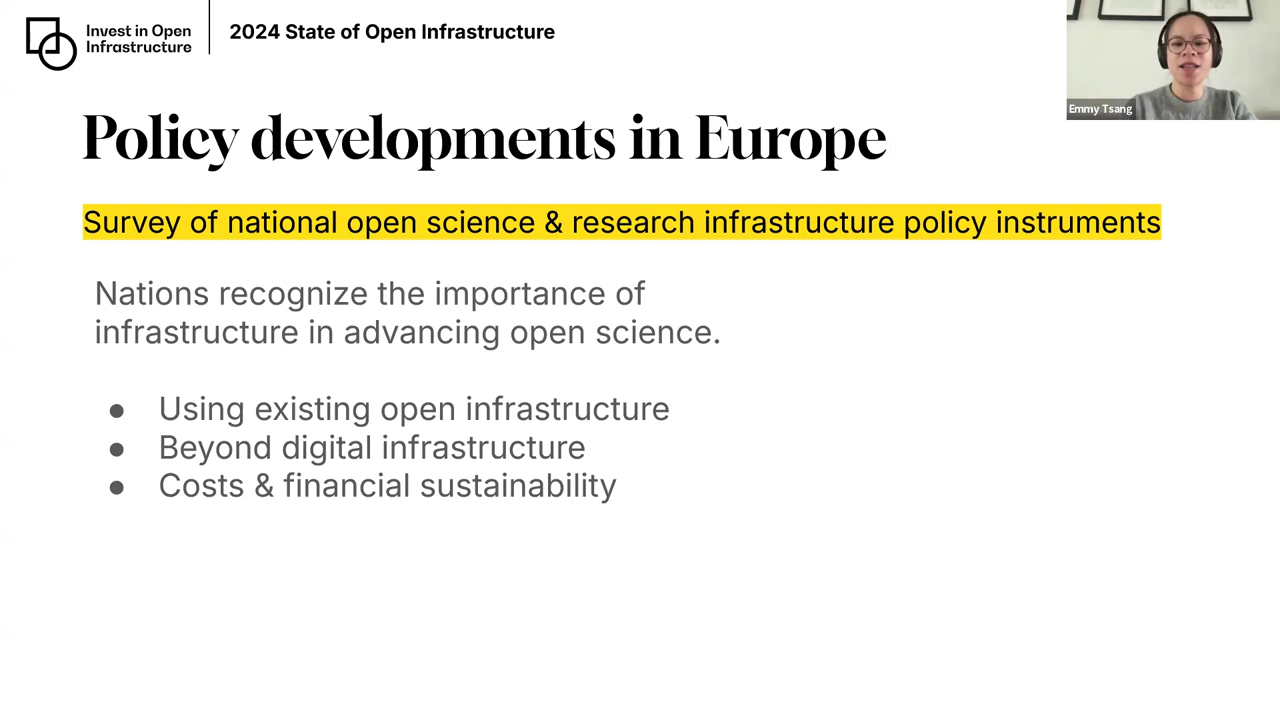 Invest in Open
Infrastructure
2024 State of Open Infrastructure
Emmy Tsang
Policy developments in Europe
Survey of national open science & research infrastructure policy instruments
Nations recognize the importance of
infrastructure in advancing open science.
● Using existing open infrastructure
● Beyond digital infrastructure
● Costs & financial sustainability